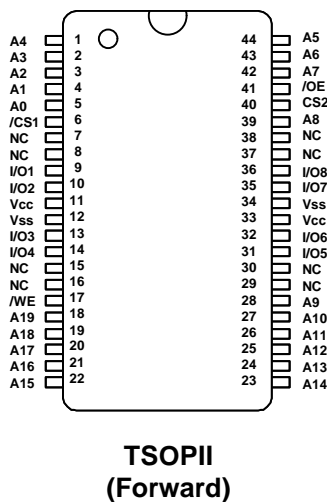 A4 1 44 A5
A3 2 43 A6
A2 3 42 A7
A1 4 41 /OE
A0 5 40 CS2
/CS1 6 39 A8
NC 7 38 NC
NC 8 37 NC
I/O1 9 36 I/O8
I/O2 10 35 I/O7
Vcc 11 34 Vss
Vss 12 33 Vcc
I/O3 13 32 I/O6
I/O4 14 31 I/O5
NC 15 30 NC
NC 16 29 NC
/WE 17 28 A9
A19 18 27 A10
A18 19 26 A11
A17 20 25 A12
A16 21 24 A13
A15 22 23 A14
TSOPII
(Forward)